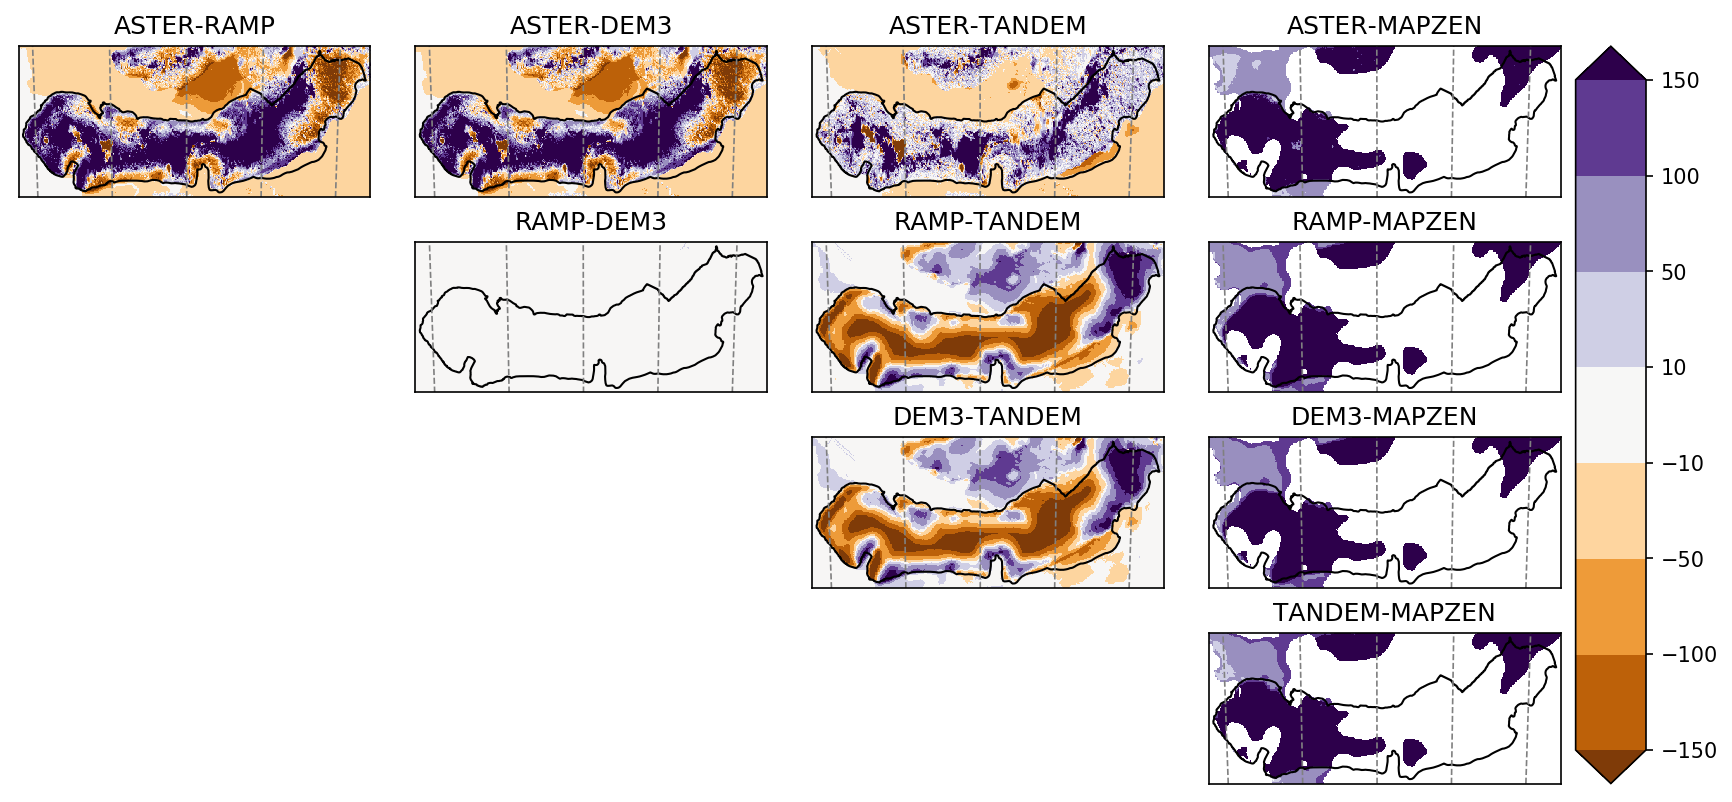 ASTER-RAMP
ASTER-DEM3
ASTER-TANDEM
ASTER-MAPZEN
RAMP-DEM3
RAMP-TANDEM
RAMP-MAPZEN
DEM3-TANDEM
DEM3-MAPZEN
TANDEM-MAPZEN
150
100
50
10
−10
−50
−100
−150